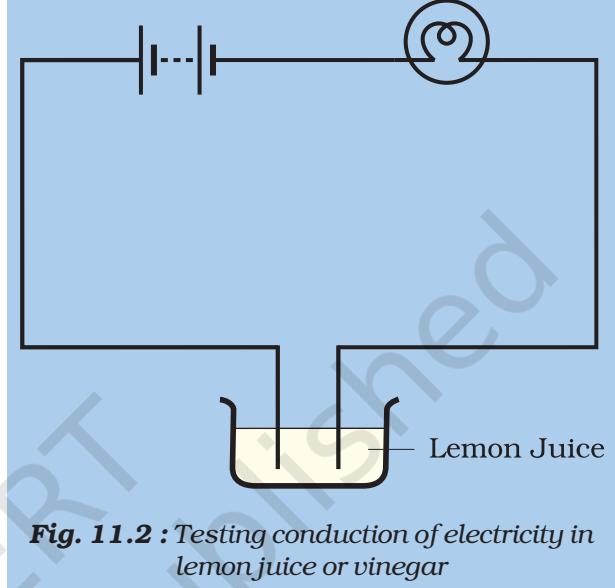 Lemon Juice
Fig. 11.2 : Testing conduction of electricity in
lemon juice or vinegar